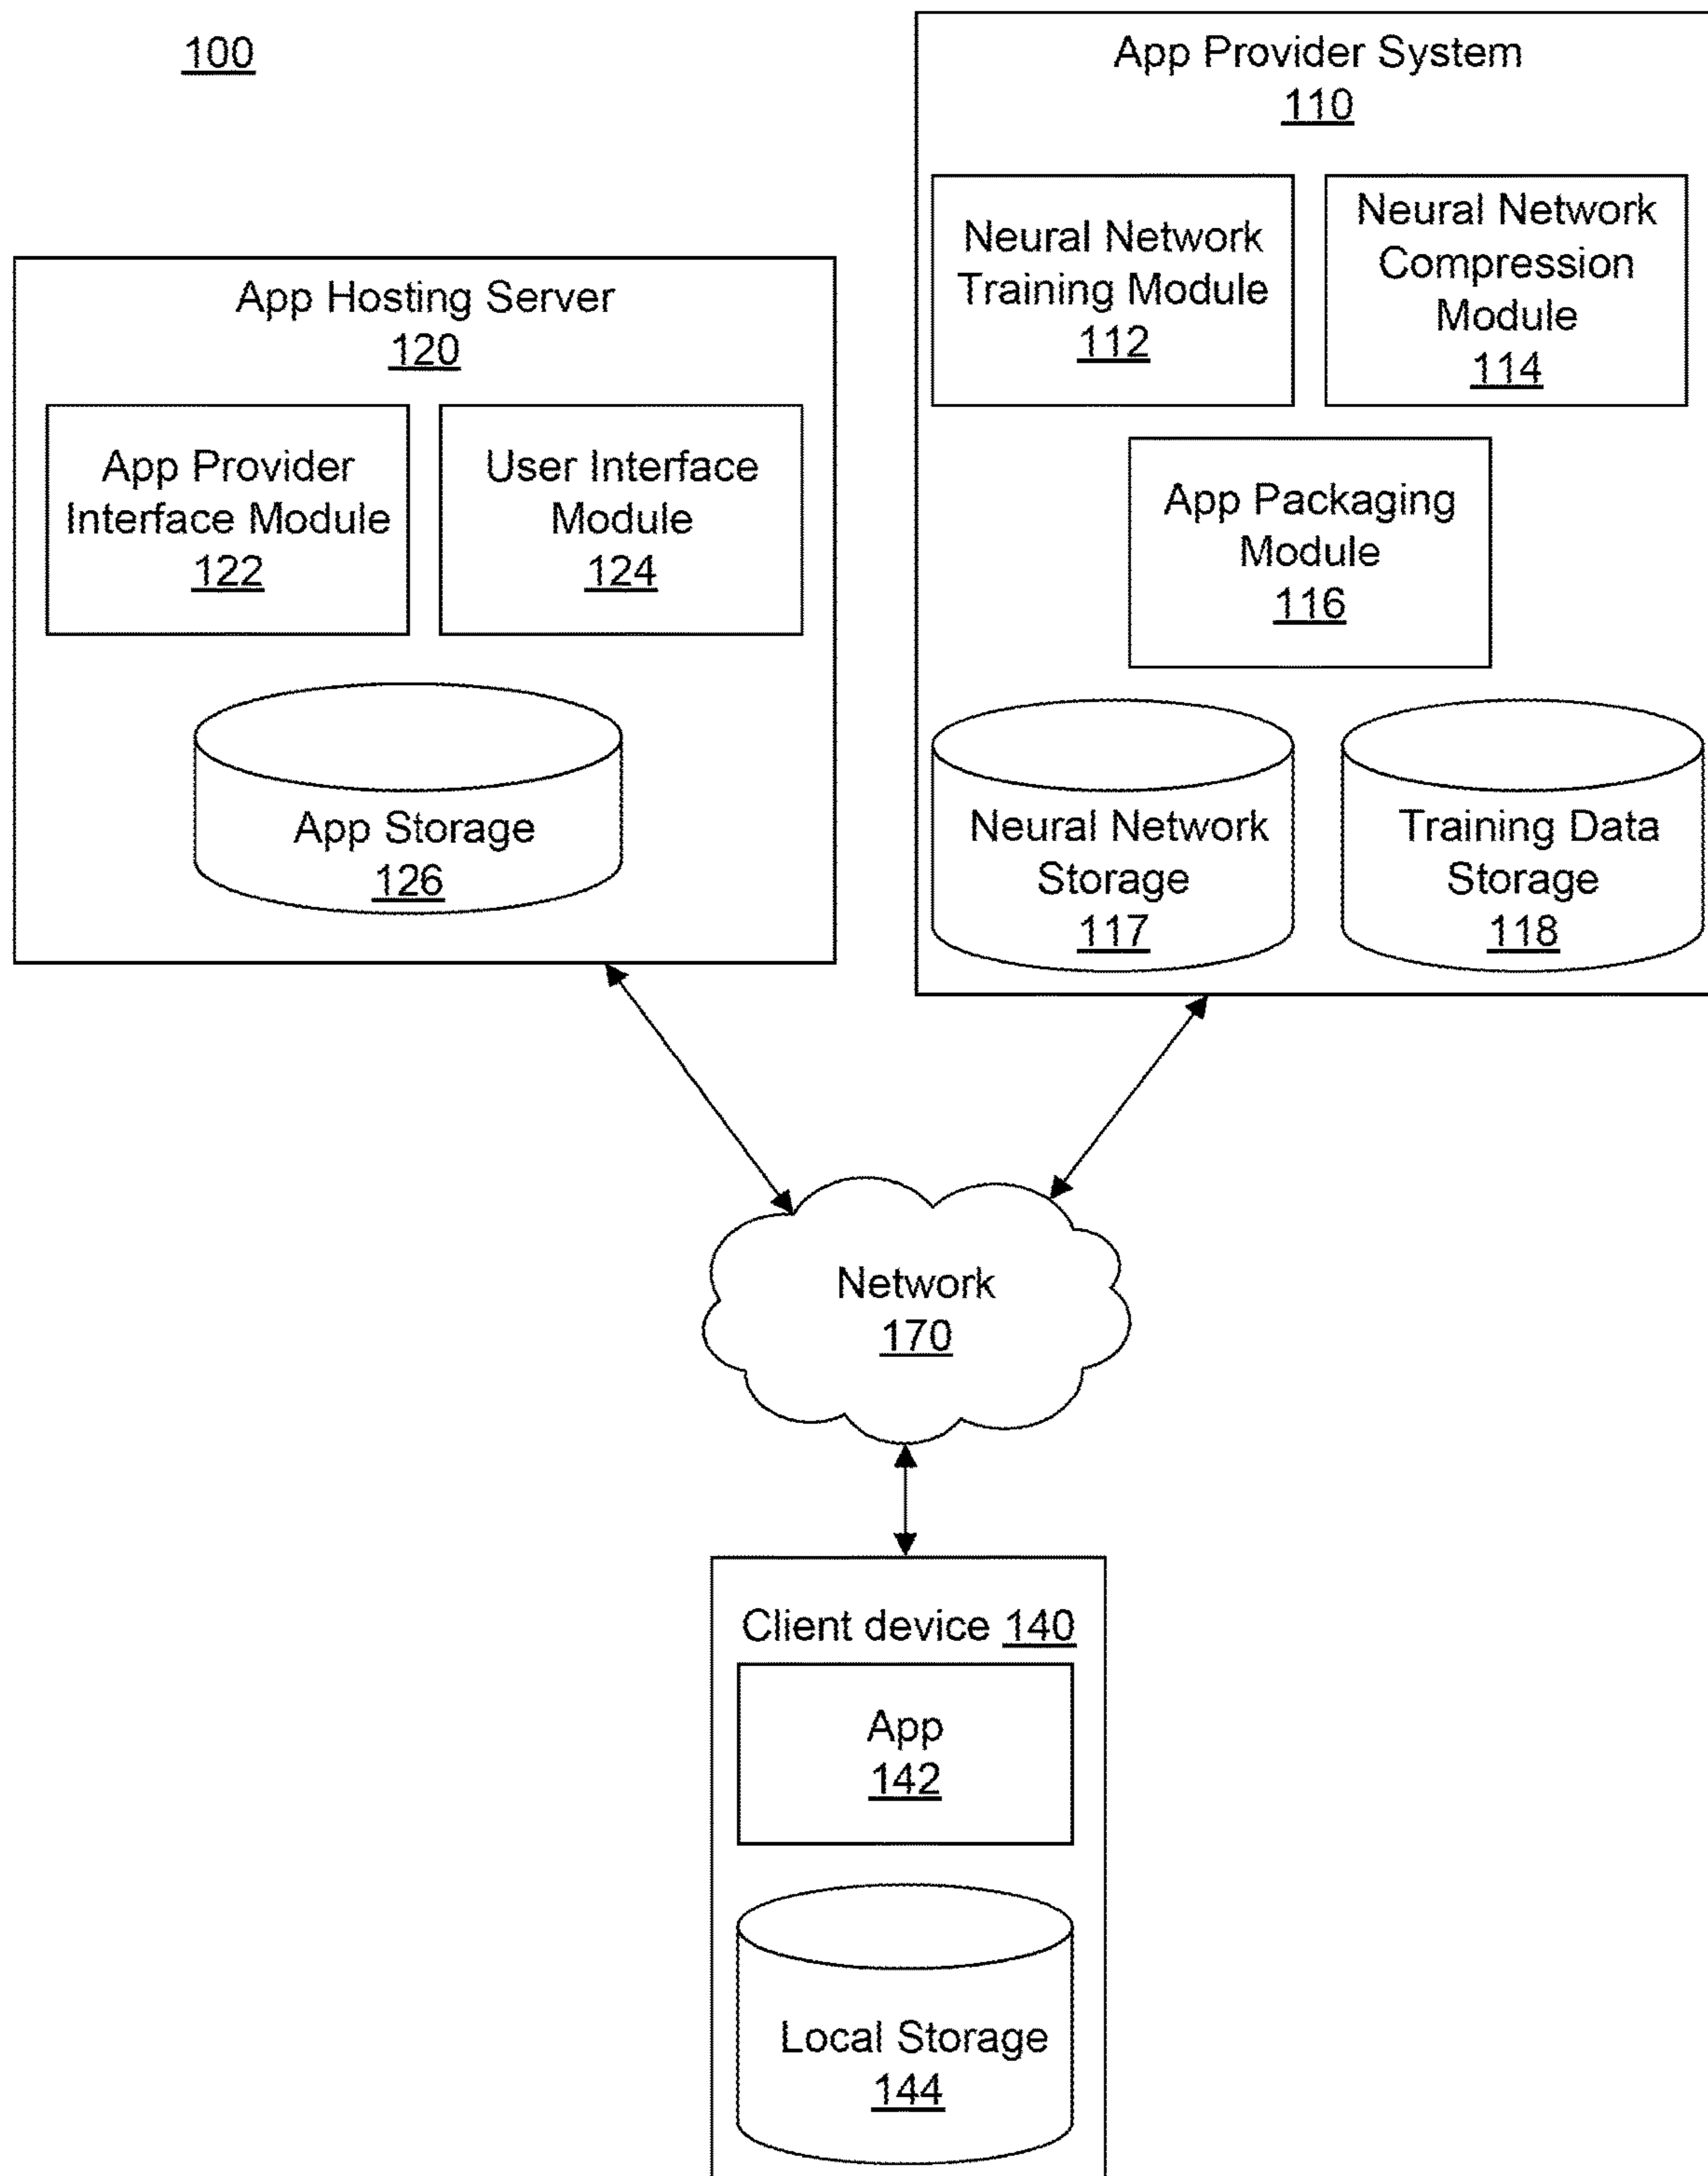 100
App Provider System
110
Neural Network
Training Module
112
Neural Network
Compression
Module
114
App Packaging
Module
116
Neural Network
Storage
117
Training Data
Storage
118
App Hosting Server
120
App Provider
Interface Module
122
User Interface
Module
124
App Storage
126
Network
170
Client device 140
App
142
Local Storage
144